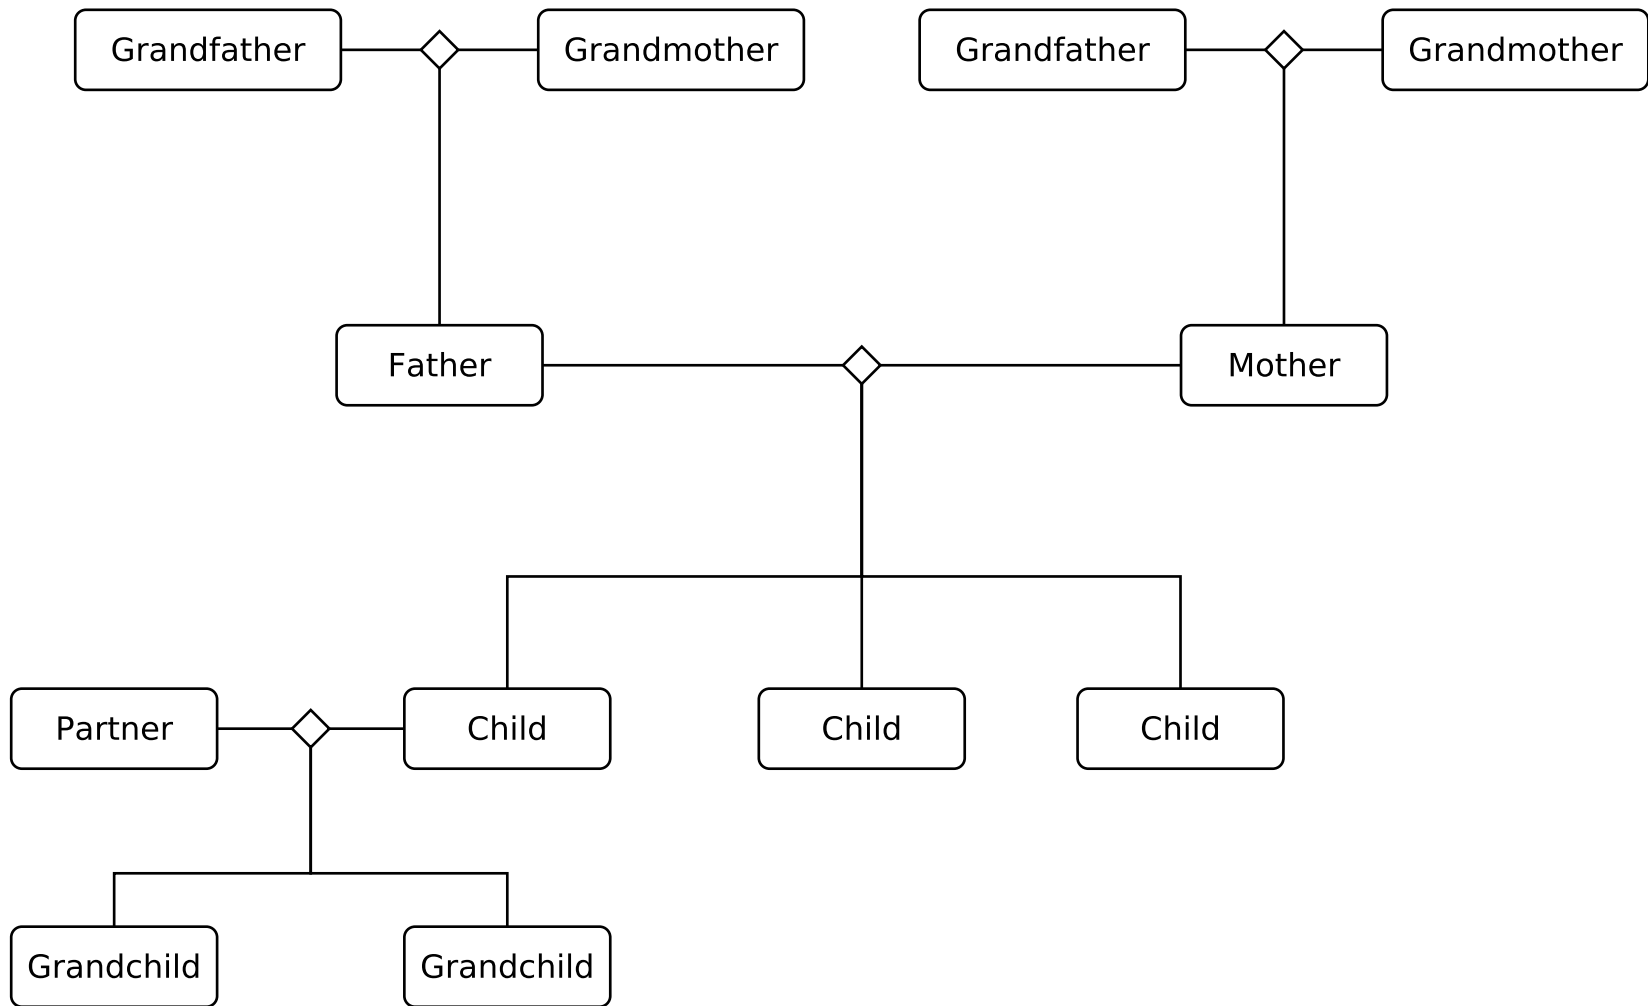 Grandfather
Grandmother
Grandfather
Grandmother
Father
Mother
Partner
Child
Child
Child
Grandchild
Grandchild